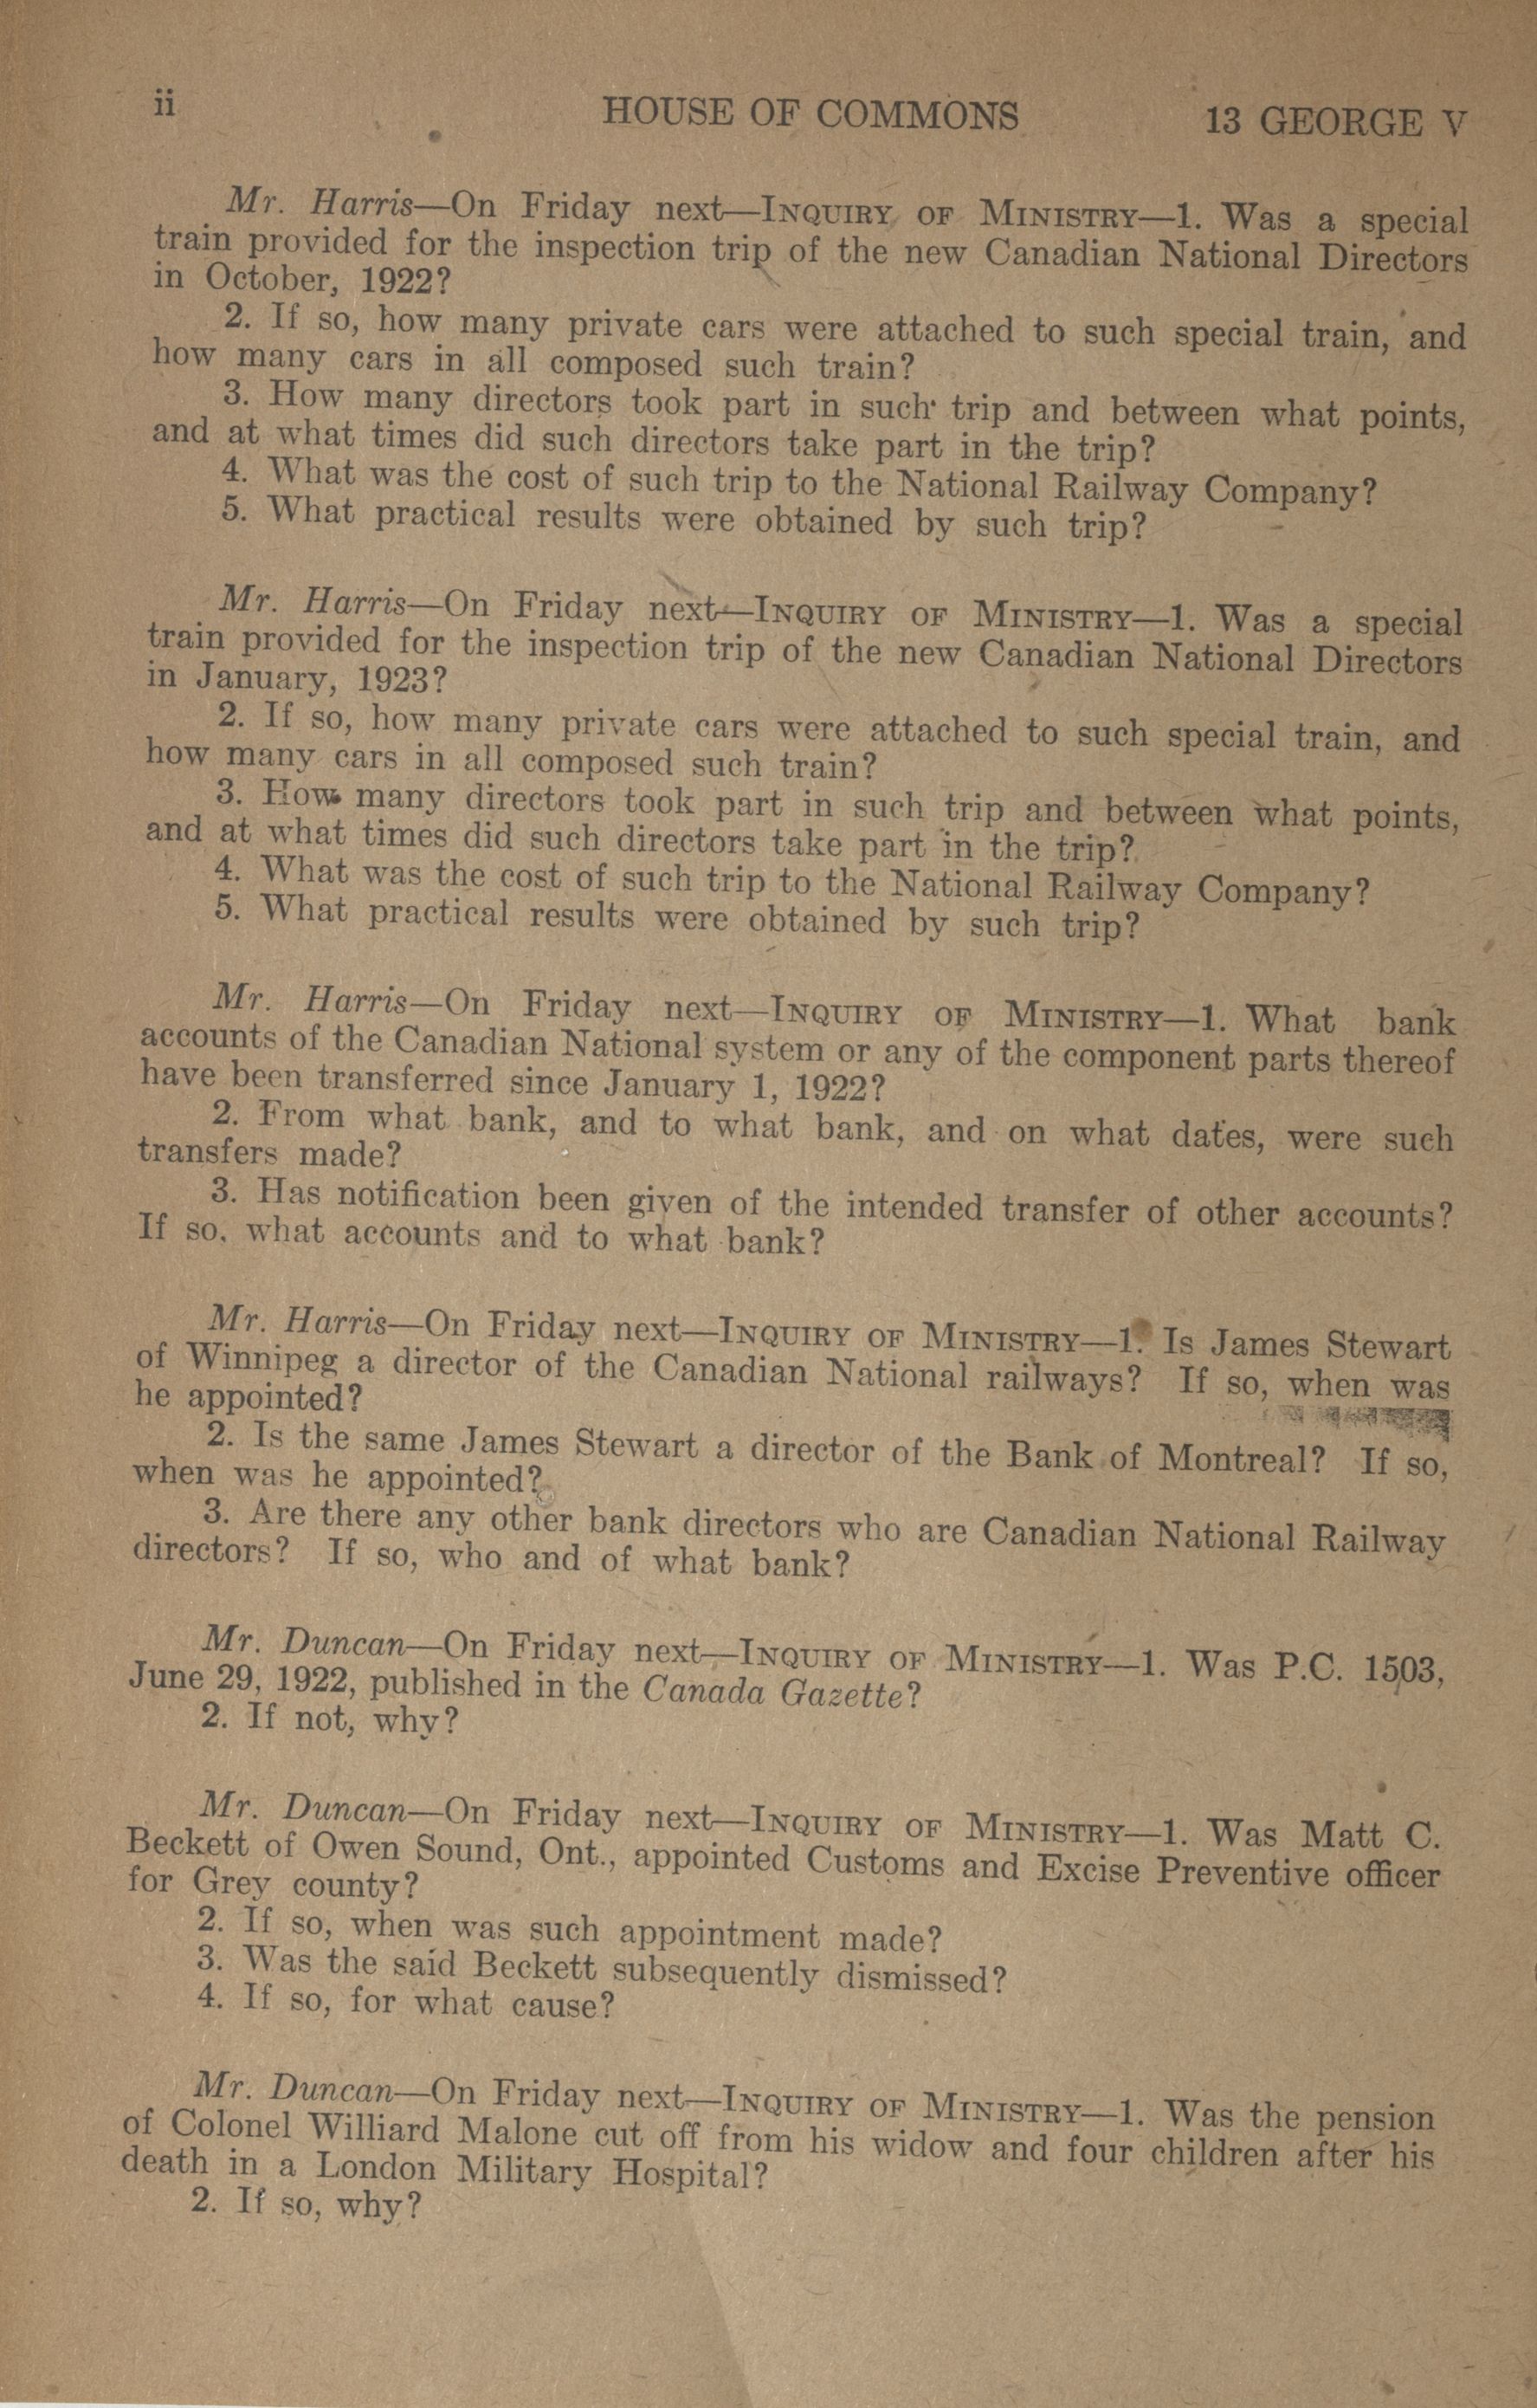 ii HOUSE OF COMMONS 13 GEORGE V
Mr. Harris—On Friday next—INQUIRY OF MINISTRY—1. Was a special
train provided for the inspection trip of the new Canadian National Directors
in October, 1922?
2. If so, how many private cars were attached to such special train, and
how many cars in all composed such train?
3. How many directors took part in such trip and between what points,
and at what times did such directors take part in the trip?
4. What was the cost of such trip to the National Railway Company?
5. What practical results were obtained by such trip?
Mr. Harris—On Friday next—INQUIRY OF MINISTRY—1. Was a special
train provided for the inspection trip of the new Canadian National Directors
in January, 1923?
2. If so, how many private cars were attached to such special train, and
how many cars in all composed such train?
3. How many directors took part in such trip and between what points,
and at what times did such directors take part in the trip?
4. What was the cost of such trip to the National Railway Company?
5. What practical results were obtained by such trip?
Mr. Harris—On Friday next—INQUIRY OF MINISTRY—1. What bank
accounts of the Canadian National system or any of the component parts thereof
have been transferred since January 1, 1922?
2. From what bank, and to what bank, and on what dates, were such
transfers made?
3. Has notification been given of the intended transfer of other accounts?
If so, what accounts and to what bank?
Mr. Harris—On Friday next—INQUIRY OF MINISTRY—1. Is James Stewart
of Winnipeg a director of the Canadian National railways? If so, when was
he appointed?
2. Is the same James Stewart a director of the Bank of Montreal? If so,
when was he appointed?
3. Are there any other bank directors who are Canadian National Railway
directors? If so, who and of what bank?
Mr. Duncan—On Friday next—INQUIRY OF MINISTRY—1. Was P.C. 1503,
June 29, 1922, published in the Canada Gazette?
2. If not, why?
Mr. Duncan—On Friday next—INQUIRY OF MINISTRY—1. Was Matt C.
Beckett of Owen Sound, Ont., appointed Customs and Excise Preventive officer
for Grey county?
2. If so, when was such appointment made?
3. Was the said Beckett subsequently dismissed?
4. If so, for what cause?
Mr. Duncan—On Friday next—INQUIRY OF MINISTRY—1. Was the pension
of Colonel Williard Malone cut off from his widow and four children after his
death in a London Military Hospital?
2. If so, why?